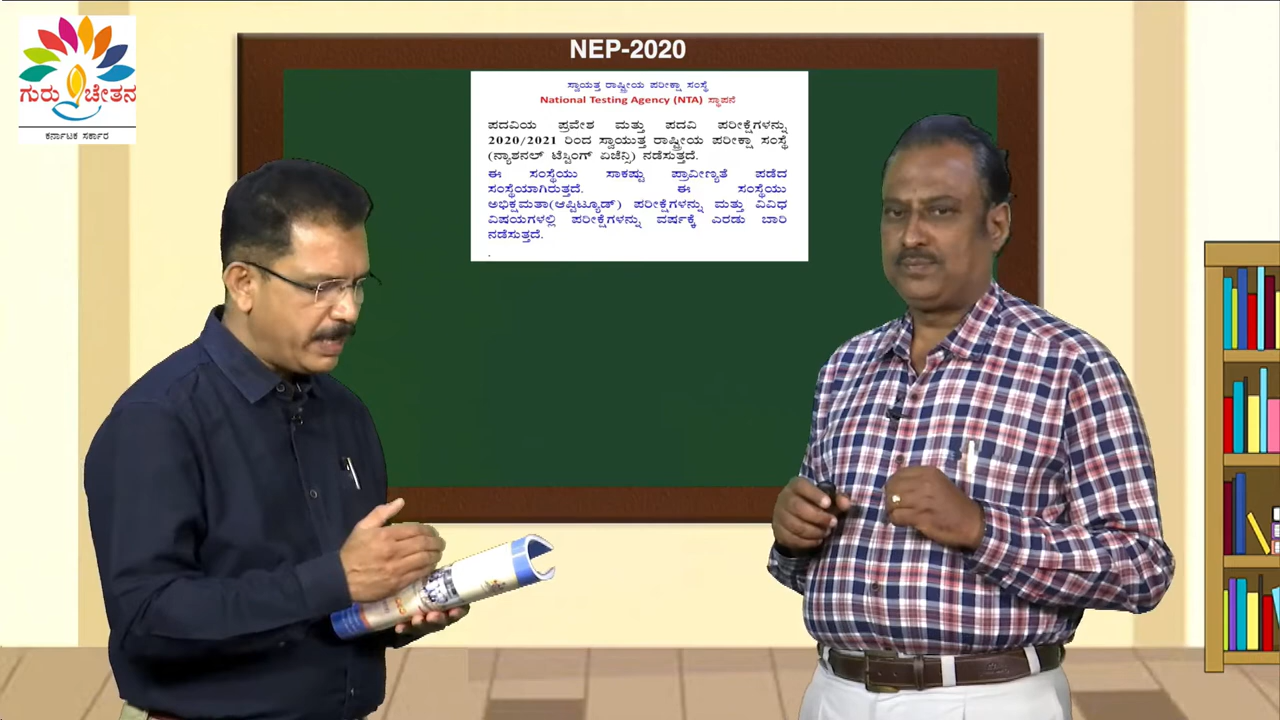 ಗುರು ಚೇತನ
ಕರ್ನಾಟಕ ಸರ್ಕಾರ
NEP-2020
ಸ್ವಾಯತ್ತ ರಾಷ್ಟ್ರೀಯ ಪರೀಕ್ಷಾ ಸಂಸ್ಥೆ
National Testing Agency (NTA) ಸ್ಥಾಪನೆ
ಪದವಿಯ ಪ್ರವೇಶ ಮತ್ತು ಪದವಿ ಪರೀಕ್ಷೆಗಳನ್ನು
2020/2021 ರಿಂದ ಸ್ವಾಯುತ್ತ ರಾಷ್ಟ್ರೀಯ ಪರೀಕ್ಷಾ ಸಂಸ್ಥೆ
(ನ್ಯಾಶನಲ್ ಟೆಸ್ಟಿಂಗ್ ಏಜೆನ್ಸಿ) ನಡೆಸುತ್ತದೆ.
ಈ ಸಂಸ್ಥೆಯು ಸಾಕಷ್ಟು ಪ್ರಾವೀಣ್ಯತೆ ಪಡೆದ
ಸಂಸ್ಥೆಯಾಗಿರುತ್ತದೆ. ಈ ಸಂಸ್ಥೆಯು
ಅಭಿಕ್ಷಮತಾ(ಆಪ್ಟಿಟ್ಯೂಡ್) ಪರೀಕ್ಷೆಗಳನ್ನು ಮತ್ತು ವಿವಿಧ
ವಿಷಯಗಳಲ್ಲಿ ಪರೀಕ್ಷೆಗಳನ್ನು ವರ್ಷಕ್ಕೆ ಎರಡು ಬಾರಿ
ನಡೆಸುತ್ತದೆ.
.